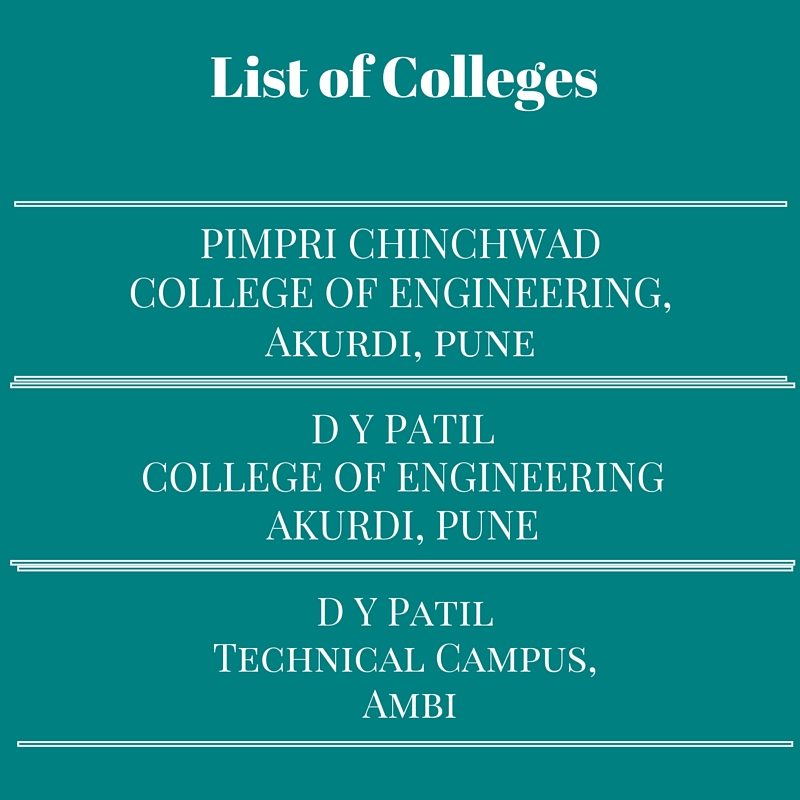 List of Colleges
PIMPRI CHINCHWAD
COLLEGE OF ENGINEERING,
AKURDI, PUNE
D Y PATIL
COLLEGE OF ENGINEERING
AKURDI, PUNE
D Y PATIL
TECHNICAL CAMPUS,
AMBI